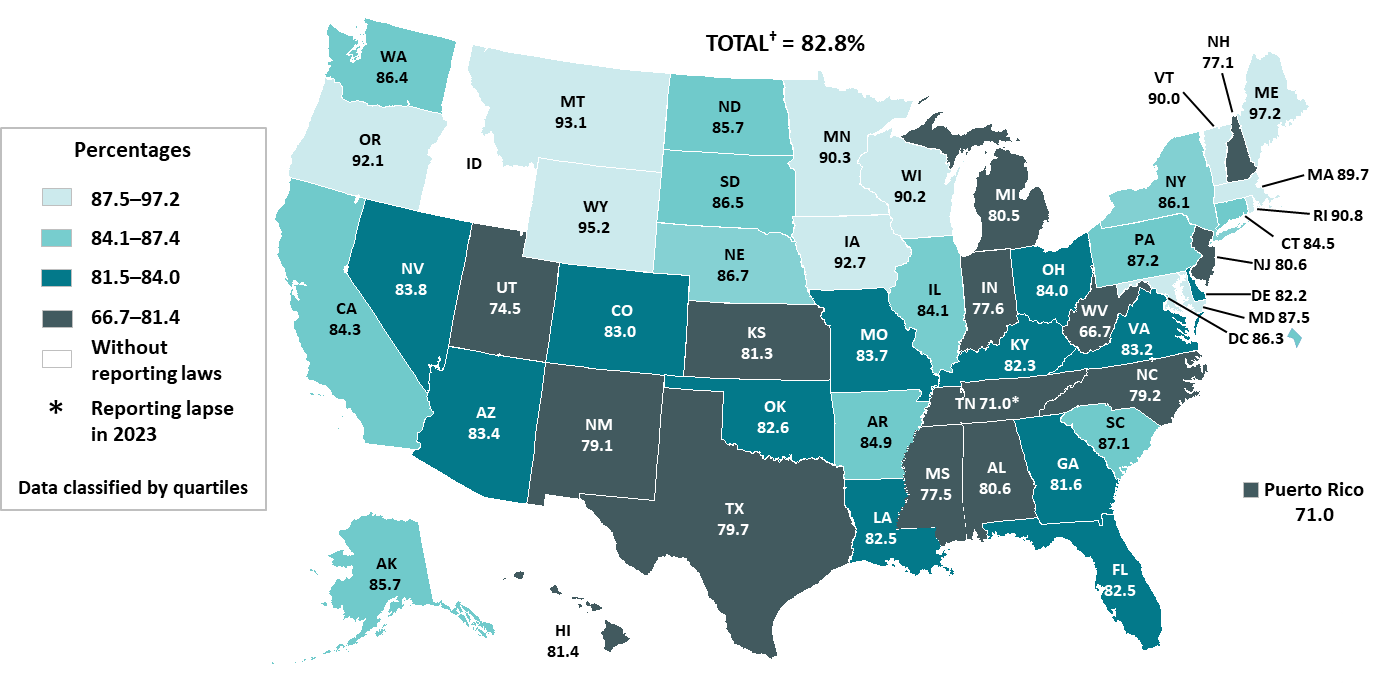 TOTAL† = 82.8%
Percentages
87.5–97.2
84.1–87.4
81.5–84.0
66.7–81.4
Without
reporting laws
* Reporting lapse
in 2023
Data classified by quartiles
WA
86.4
OR
92.1
ID
MT
93.1
WY
95.2
ND
85.7
SD
86.5
NE
86.7
MN
90.3
WI
90.2
IA
92.7
MI
80.5
VT
90.0
NH
77.1
ME
97.2
NY
86.1
MA 89.7
RI 90.8
CT 84.5
PA
87.2
NJ 80.6
DE 82.2
MD 87.5
DC 86.3
CA
84.3
NV
83.8
UT
74.5
CO
83.0
KS
81.3
MO
83.7
IL
84.1
IN
77.6
OH
84.0
WV
66.7
VA
83.2
KY
82.3
NC
79.2
TN 71.0*
SC
87.1
AZ
83.4
NM
79.1
OK
82.6
AR
84.9
MS
77.5
AL
80.6
GA
81.6
TX
79.7
LA
82.5
FL
82.5
AK
85.7
HI
81.4
Puerto Rico
71.0